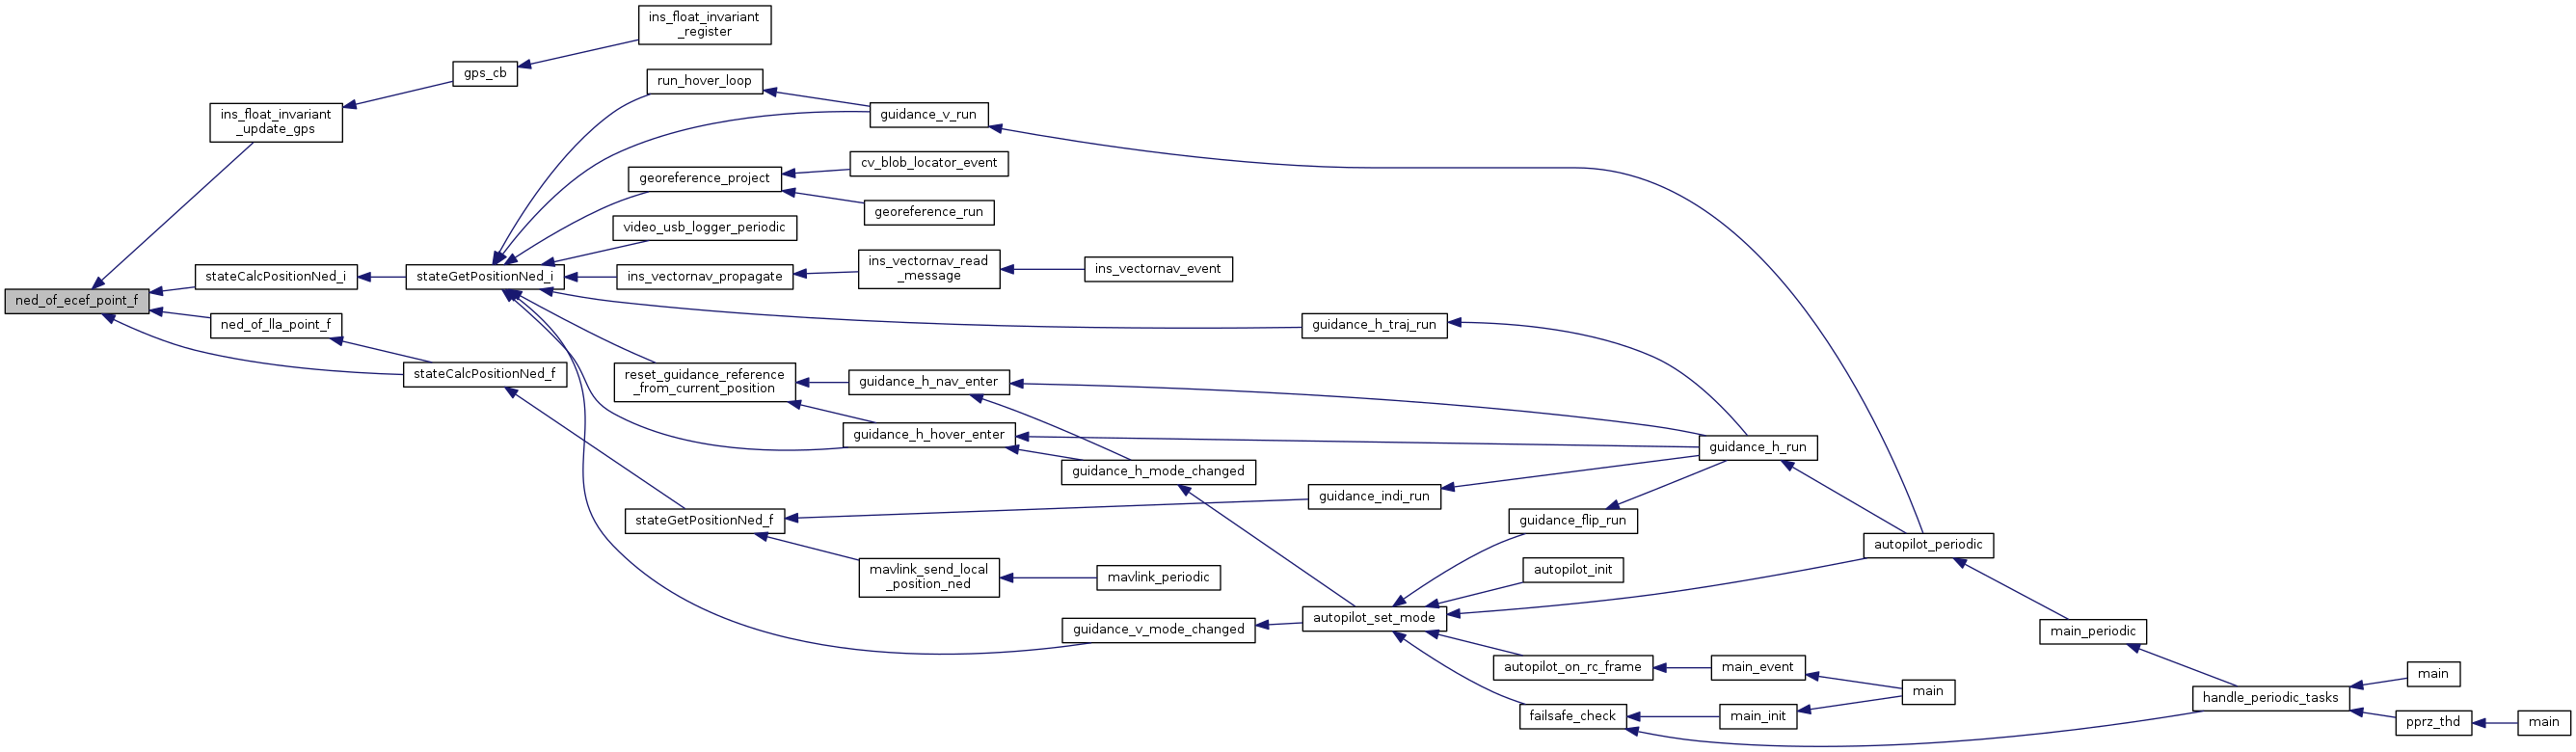 ins_float_invariant
_register
gps_cb
run_hover_loop
ins_float_invariant
_update_gps
guidance_v_run
cv_blob_locator_event
georeference_project
georeference_run
video_usb_logger_periodic
stateCalcPositionNed_i
stateGetPositionNed_i
ins_vectornav_propagate
ins_vectornav_read
_message
ins_vectornav_event
ned_of_ecef_point_f
ned_of_lla_point_f
guidance_h_traj_run
stateCalcPositionNed_f
reset_guidance_reference
_from_current_position
guidance_h_nav_enter
guidance_h_hover_enter
guidance_h_run
guidance_h_mode_changed
guidance_indi_run
stateGetPositionNed_f
guidance_flip_run
autopilot_periodic
mavlink_send_local
_position_ned
mavlink_periodic
autopilot_init
autopilot_set_mode
guidance_v_mode_changed
main_periodic
autopilot_on_rc_frame
main_event
main
main
handle_periodic_tasks
failsafe_check
main_init
pprz_thd
main